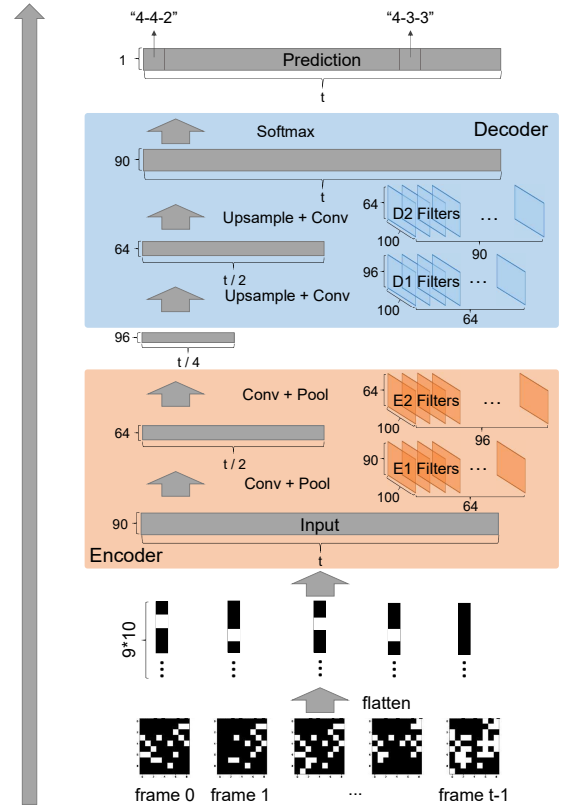 "4-4-2" "4-3-3"
1 Prediction
t
Softmax Decoder
90
t
Upsample + Conv 64 D2 Filters ...
100 90
64
t / 2
Upsample + Conv 96 D1 Filters ...
100 64
96
t / 4
Conv + Pool 64 E2 Filters ...
100 96
64
t / 2
Conv + Pool 90 E1 Filters ...
100 64
90 Input
Encoder t
9*10
flatten
frame 0 frame 1 ... frame t-1